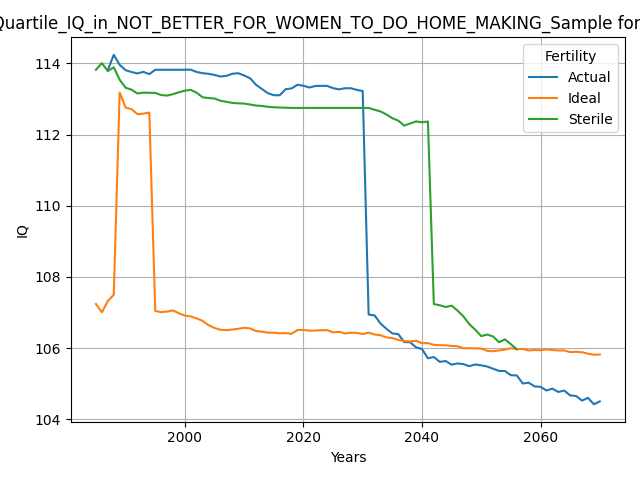 Quartile_IQ_in_NOT_BETTER_FOR_WOMEN_TO_DO_HOME_MAKING_Sample for
114
112
110
108
106
104
IQ
2000
2020
2040
2060
Years
Fertility
Actual
Ideal
Sterile